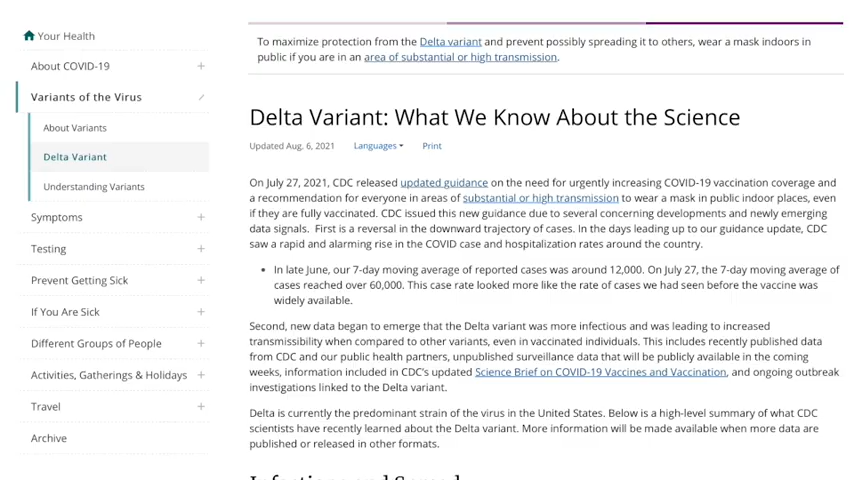 Your Health
About COVID-19
Variants of the Virus
About Variants
Delta Variant
Understanding Variants
Symptoms
Testing
Prevent Getting Sick
If You Are Sick
Different Groups of People
Activities, Gatherings & Holidays
Travel
Archive
To maximize protection from the Delta variant and prevent possibly spreading it to others, wear a mask indoors in
public if you are in an area of substantial or high transmission.
Delta Variant: What We Know About the Science
Updated Aug. 6, 2021 Languages Print
On July 27, 2021, CDC released updated guidance on the need for urgently increasing COVID-19 vaccination coverage and
a recommendation for everyone in areas of substantial or high transmission to wear a mask in public indoor places, even
if they are fully vaccinated. CDC issued this new guidance due to several concerning developments and newly emerging
data signals. First is a reversal in the downward trajectory of cases. In the days leading up to our guidance update, CDC
saw a rapid and alarming rise in the COVID case and hospitalization rates around the country.
• In late June, our 7-day moving average of reported cases was around 12,000. On July 27, the 7-day moving average of
cases reached over 60,000. This case rate looked more like the rate of cases we had seen before the vaccine was
widely available.
Second, new data began to emerge that the Delta variant was more infectious and was leading to increased
transmissibility when compared to other variants, even in vaccinated individuals. This includes recently published data
from CDC and our public health partners, unpublished surveillance data that will be publicly available in the coming
weeks, information included in CDC's updated Science Brief on COVID-19 Vaccines and Vaccination, and ongoing outbreak
investigations linked to the Delta variant.
Delta is currently the predominant strain of the virus in the United States. Below is a high-level summary of what CDC
scientists have recently learned about the Delta variant. More information will be made available when more data are
published or released in other formats.
Infections and Spread